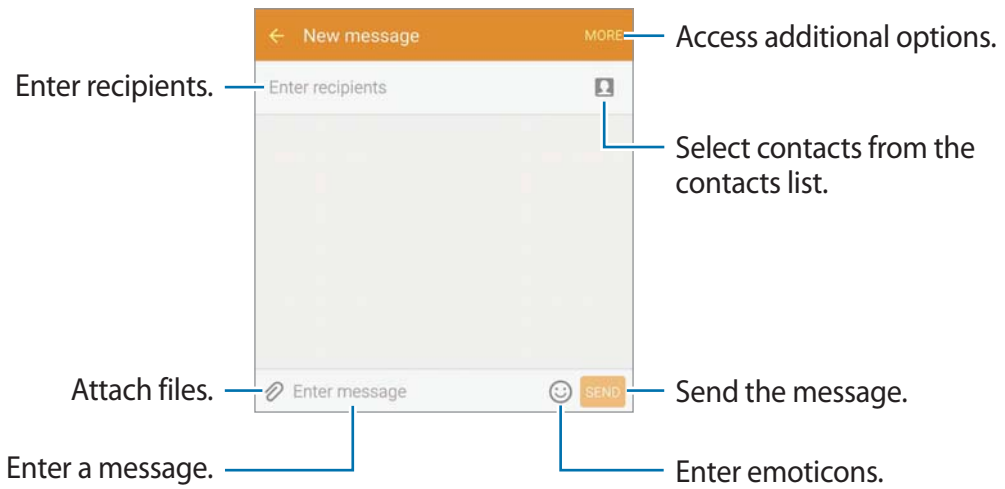 New message
MORE
Access additional options.
Enter recipients.
Enter recipients
Select contacts from the
contacts list.
Attach files.
Enter message
SEND
Send the message.
Enter a message.
Enter emoticons.